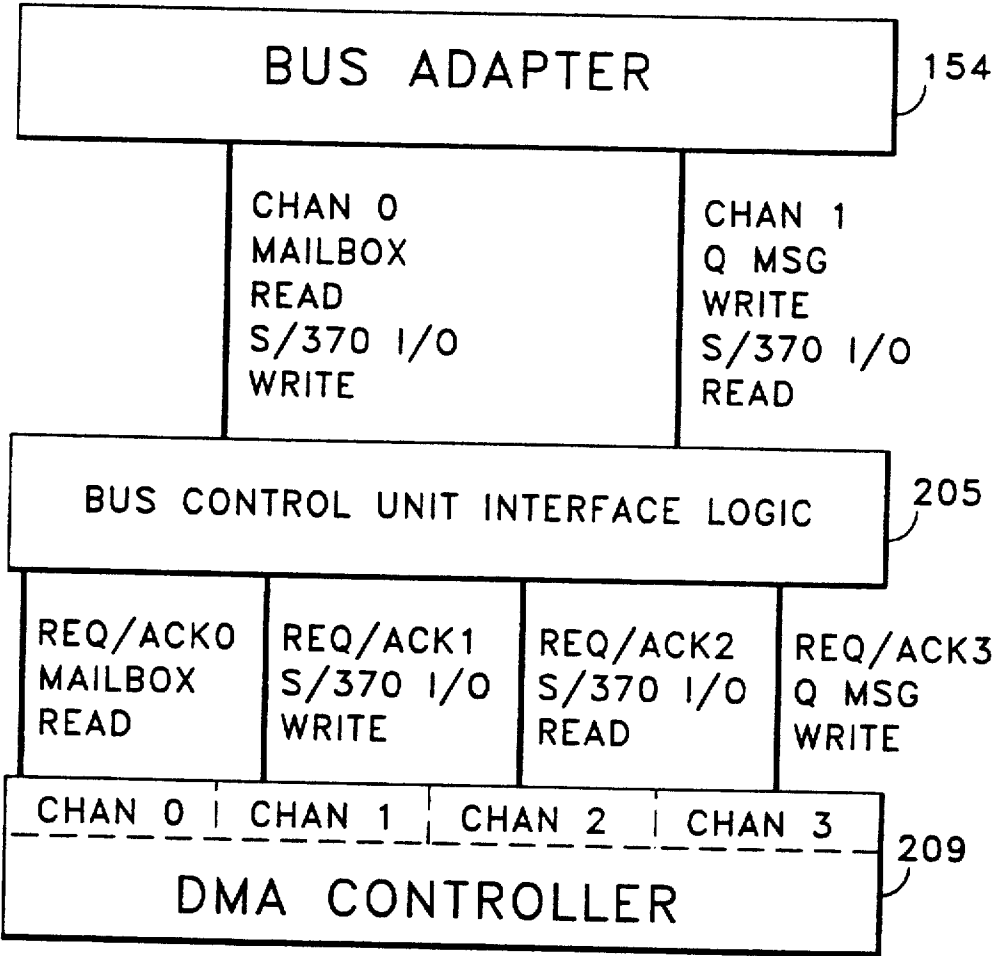 BUS ADAPTER
154
CHAN 0
MAILBOX
READ
S/370 I/O
WRITE
CHAN 1
Q MSG
WRITE
S/370 I/O
READ
BUS CONTROL UNIT INTERFACE LOGIC
205
REQ/ACK0
MAILBOX
READ
REQ/ACK1
S/370 I/O
WRITE
REQ/ACK2
S/370 I/O
READ
REQ/ACK3
Q MSG
WRITE
CHAN 0
CHAN 1
CHAN 2
CHAN 3
209
DMA CONTROLLER